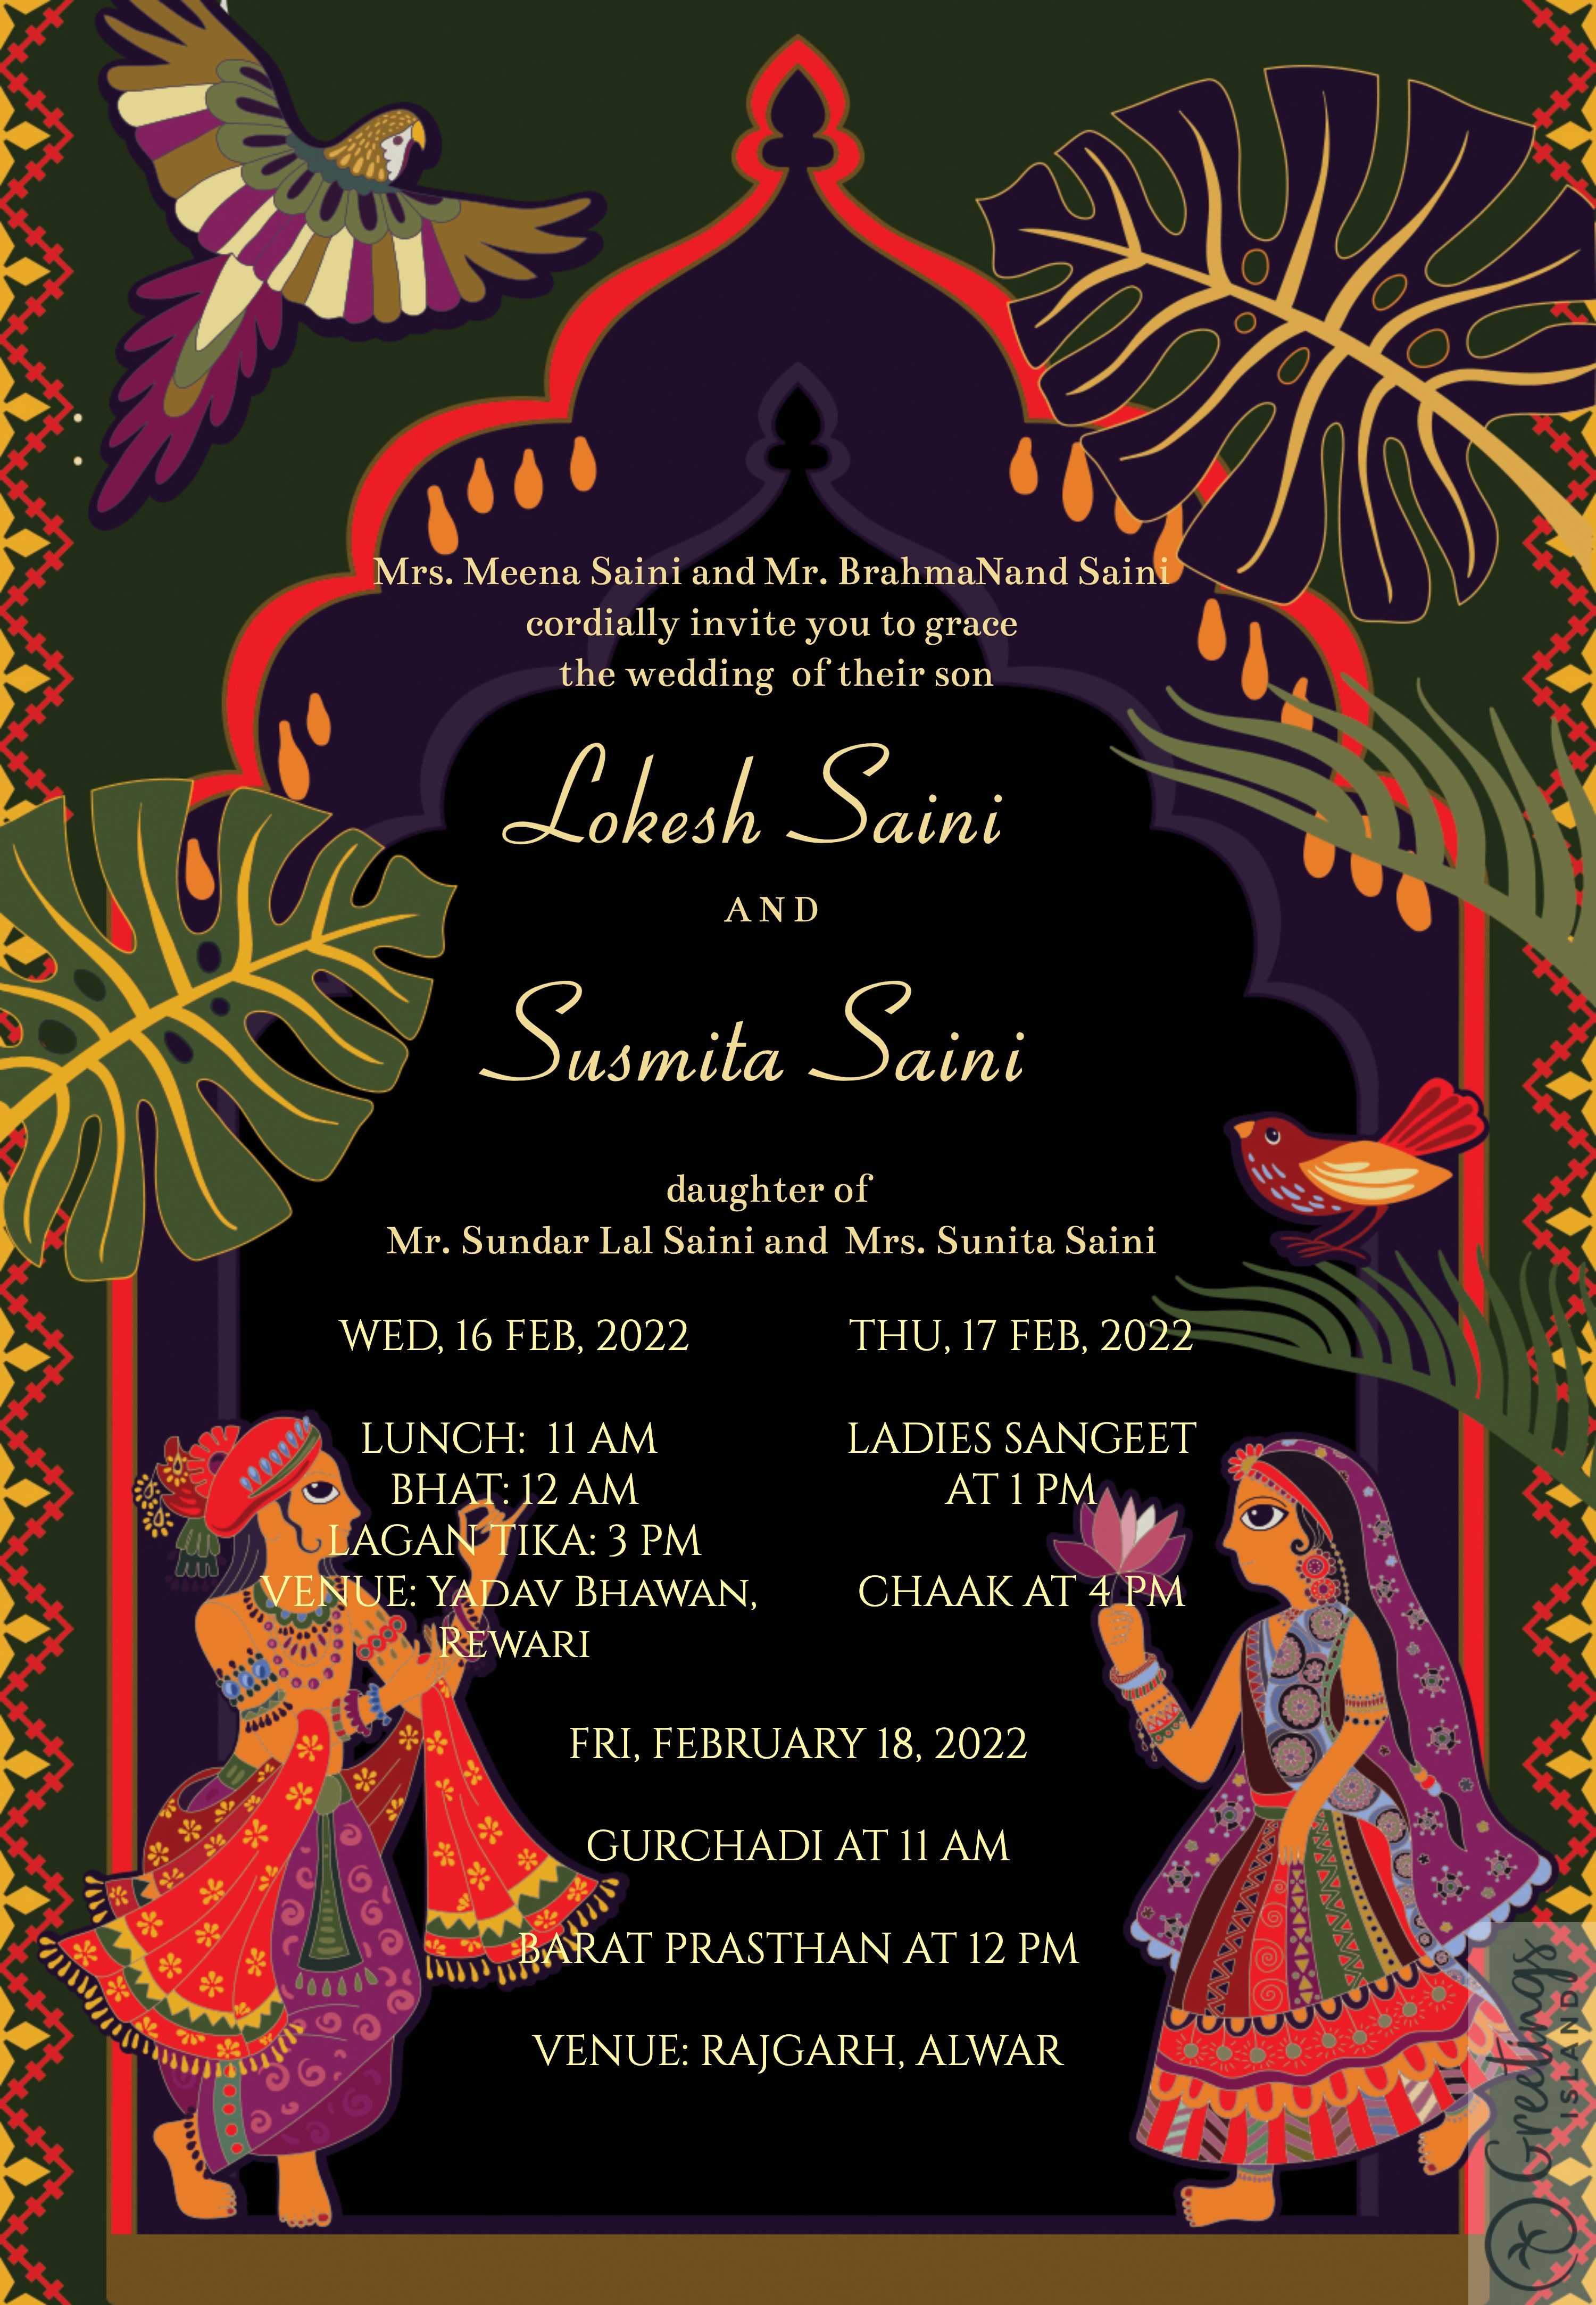 Mrs. Meena Saini and Mr. BrahmaNand Saini
cordially invite you to grace
the wedding of their son
Lokesh Saini
AND
Susmita Saini
daughter of
Mr. Sundar Lal Saini and Mrs. Sunita Saini
WED, 16 FEB, 2022
LUNCH: 11 AM
BHAT: 12 AM
LAGAN TIKA: 3 PM
VENUE: YADAV BHAWAN,
REWARI
THU, 17 FEB, 2022
LADIES SANGEET
AT 1 PM
CHAAK AT 4 PM
FRI, FEBRUARY 18, 2022
GURCHADI AT 11 AM
BARAT PRASTHAN AT 12 PM
VENUE: RAJGARH, ALWAR
Greetings
ISLAND